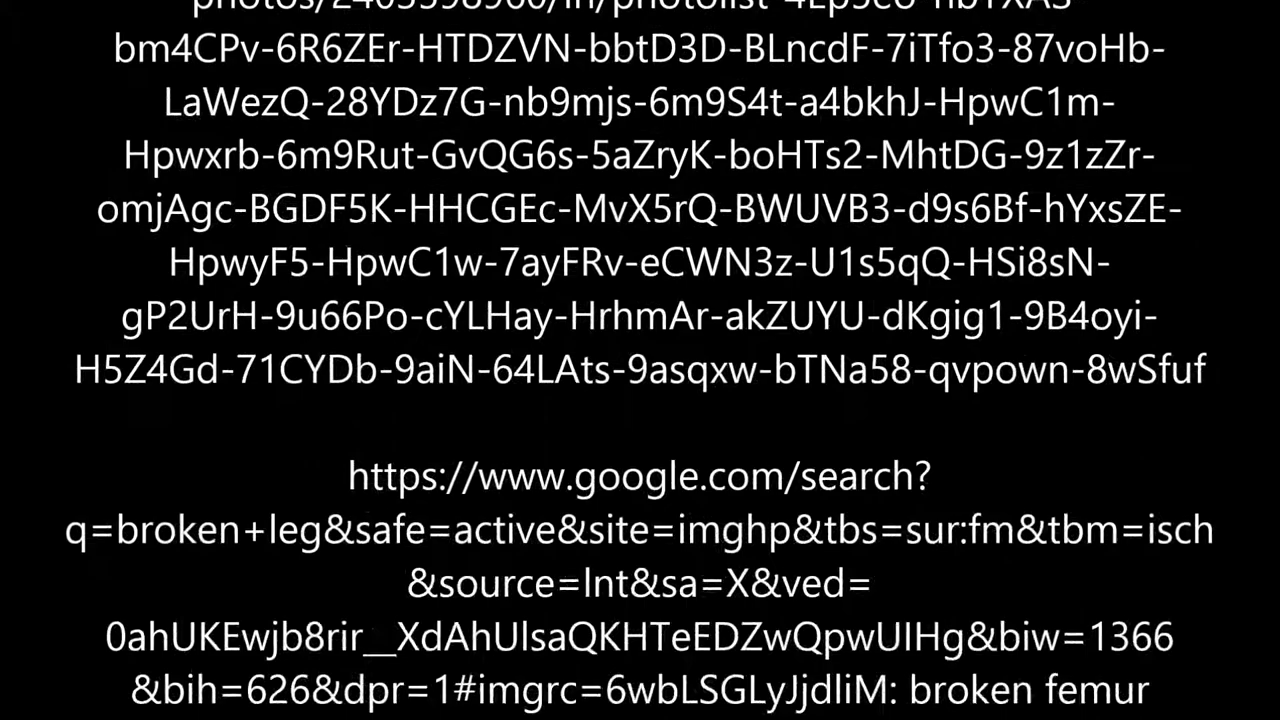 bm4CPv-6R6ZEr-HTDZVN-bbtD3D-BLncdF-7iTfo3-87voHb-
LaWezQ-28YDz7G-nb9mjs-6m9S4t-a4bkhJ-HpwC1m-
Hpwxrb-6m9Rut-GvQG6s-5aZryK-boHTs2-MhtDG-9z1zZr-
omjAgc-BGDF5K-HHCGEc-MvX5rQ-BWUVB3-d9s6Bf-hYxsZE-
HpwyF5-HpwC1w-7ayFRv-eCWN3z-U1s5qQ-HSi8sN-
gP2UrH-9u66Po-cYLHay-HrhmAr-akZUYU-dKgig1-9B4oyi-
H5Z4Gd-71CYDb-9aiN-64LAts-9asqxw-bTNa58-qvpown-8wSfuf
https://www.google.com/search?
q=broken+leg&safe=active&site=imghp&tbs=sur:fm&tbm=isch
&source=lnt&sa=X&ved=
0ahUKEwjb8rir__XdAhUlsaQKHTeEDZwQpwUIHg&biw=1366
&bih=626&dpr=1#imgrc=6wbLSGLyJjdliM: broken femur